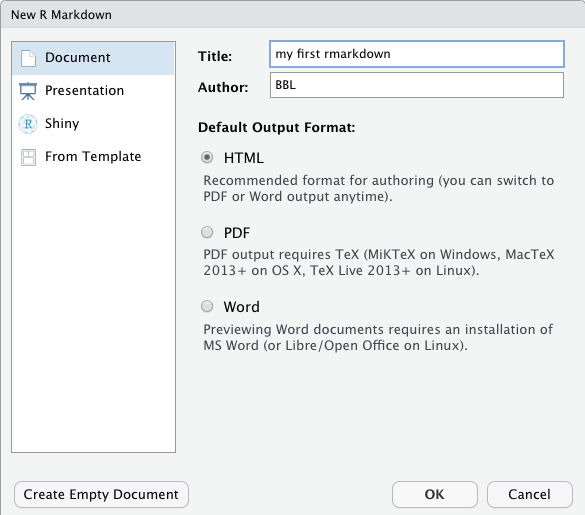 New R Markdown
Document
Presentation
Shiny
From Template
Title:
my first rmarkdown
Author:
BBL
Default Output Format:
HTML
Recommended format for authoring (you can switch to
PDF or Word output anytime).
PDF
PDF output requires TeX (MiKTeX on Windows, MacTeX
2013+ on OS X, TeX Live 2013+ on Linux).
Word
Previewing Word documents requires an installation of
MS Word (or Libre/Open Office on Linux).
Create Empty Document
OK
Cancel